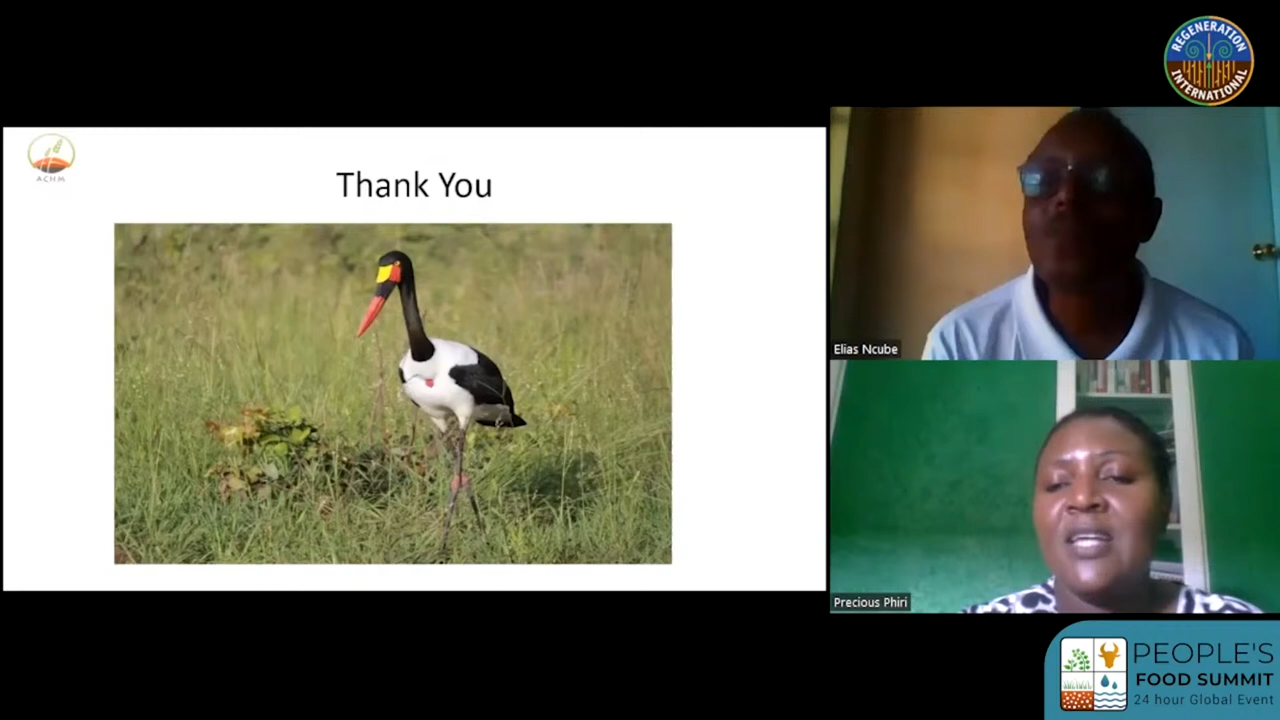 REGENERATION
INTERNATIONAL
ACHM
Thank You
Elias Ncube
Precious Phiri
PEOPLE'S
FOOD SUMMIT
24 hour Global Event